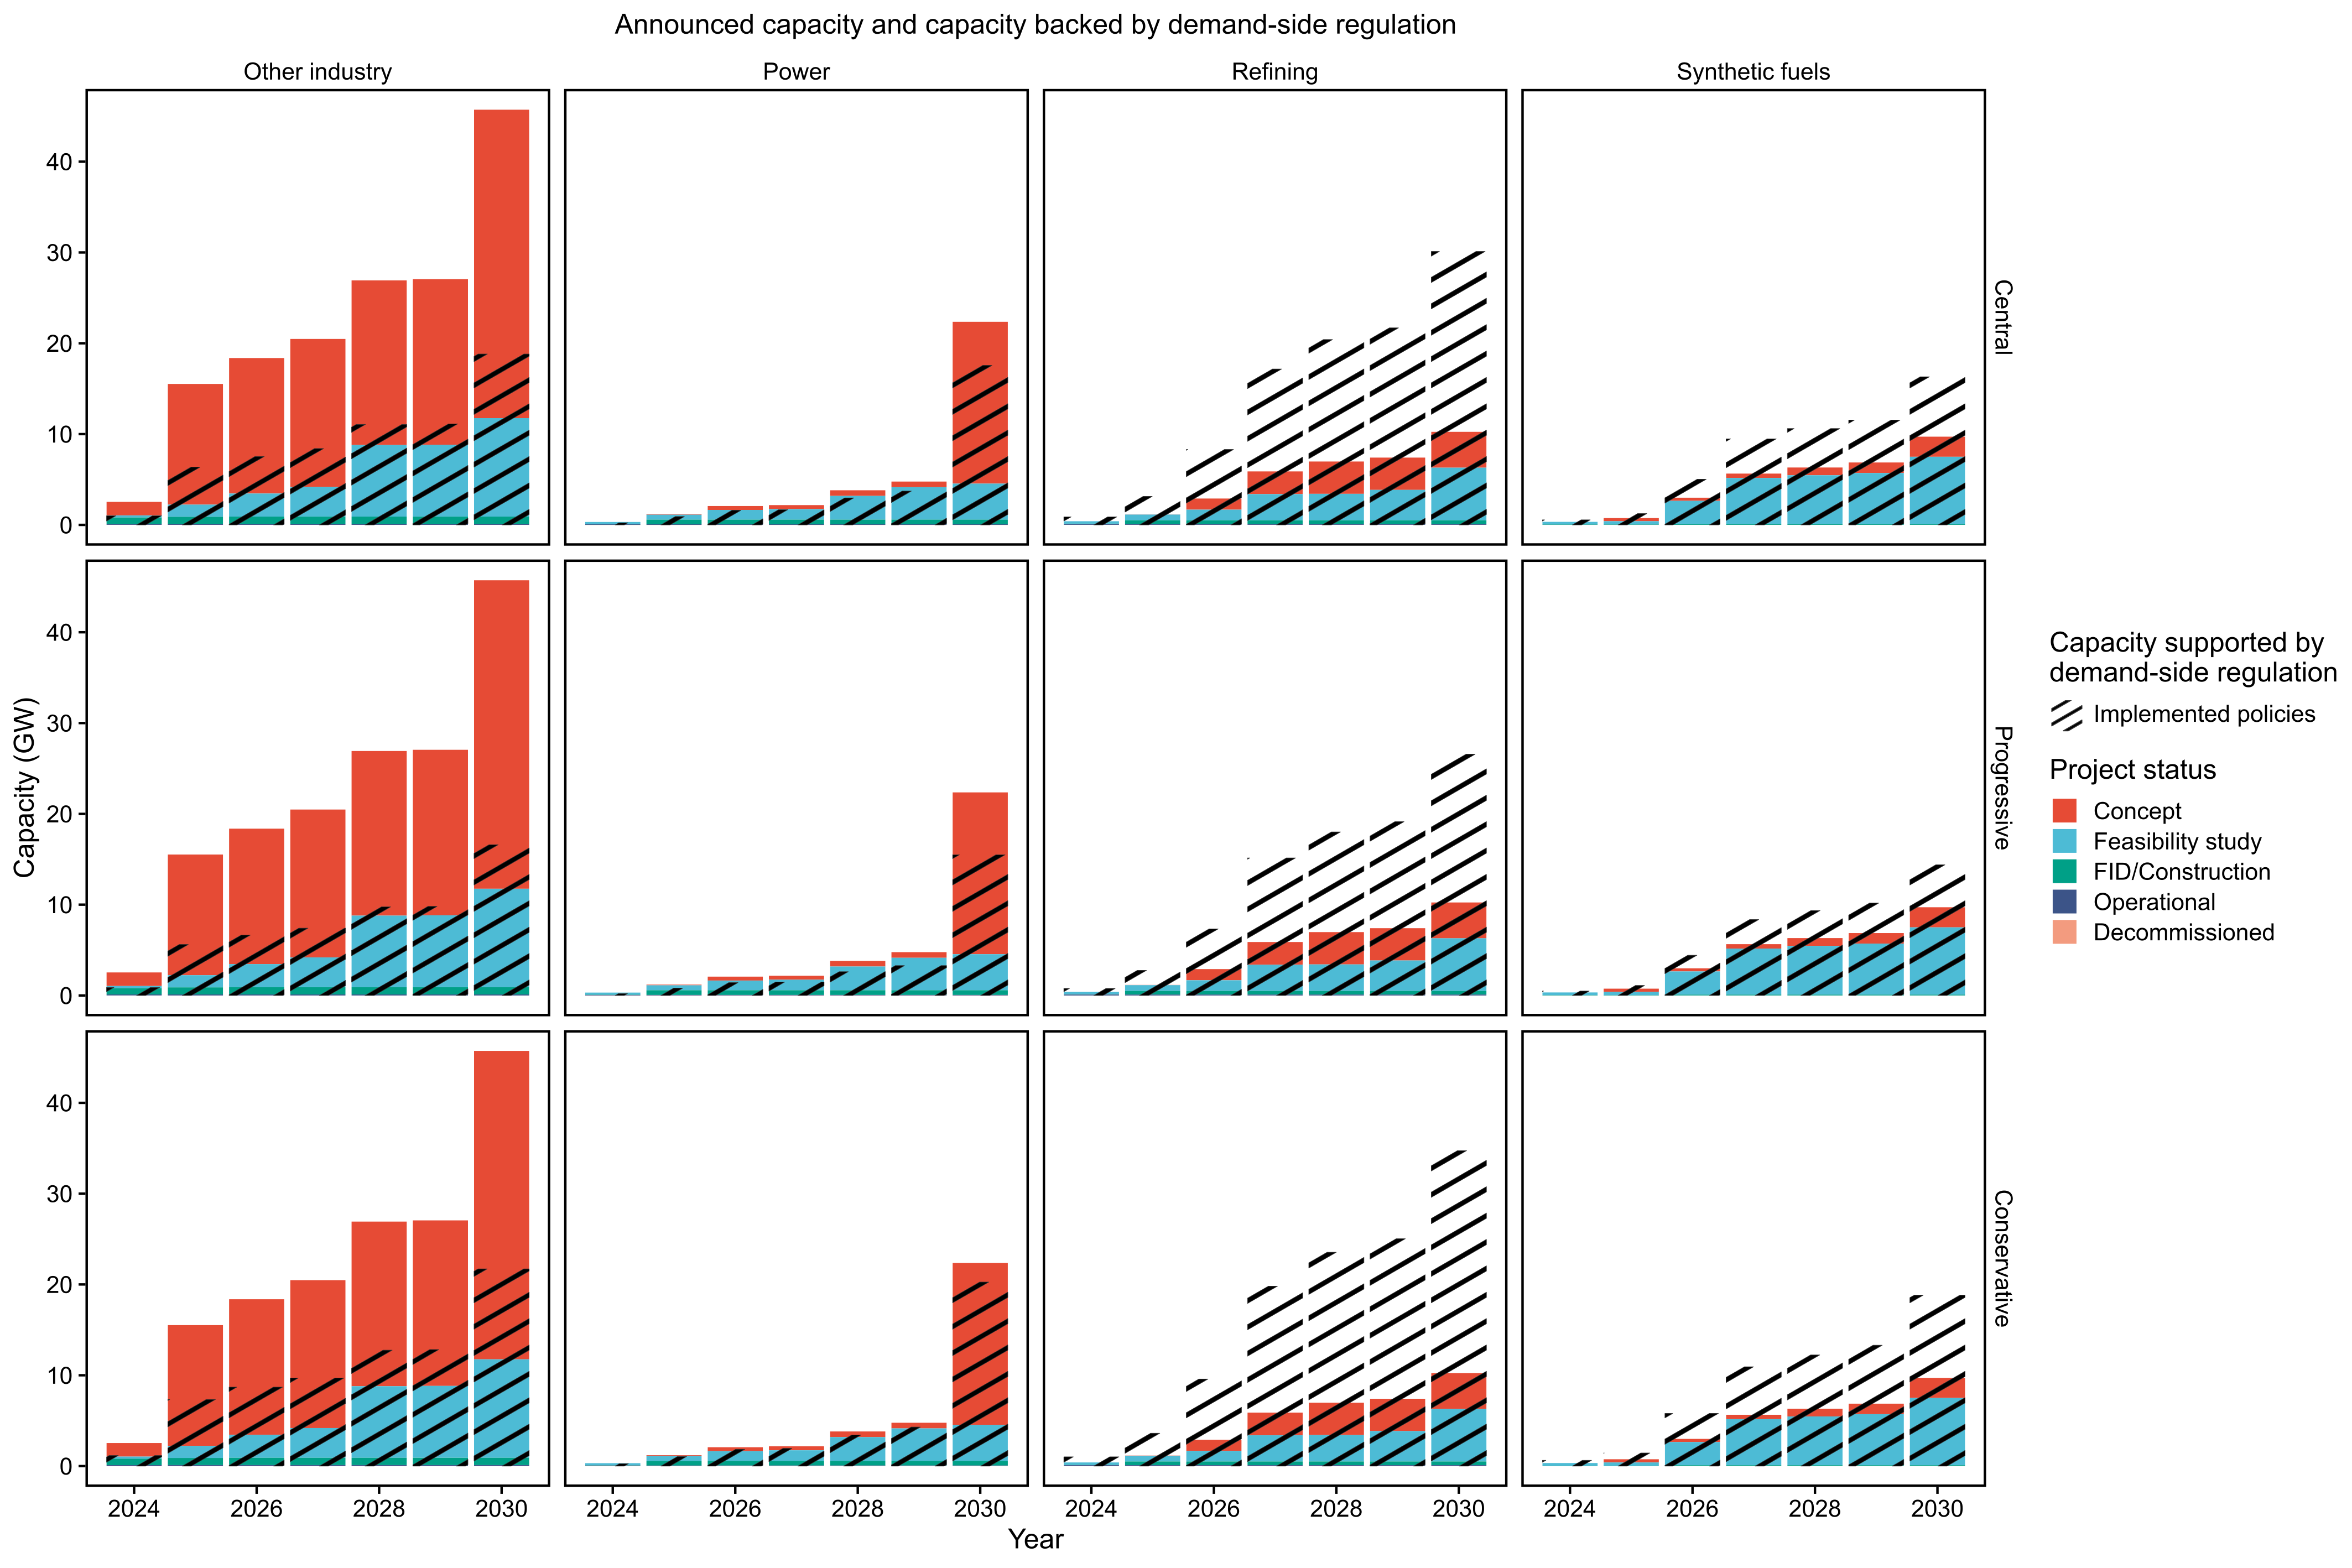 Announced capacity and capacity backed by demand-side regulation
Other industry
Power
Refining
Synthetic fuels
Capacity (GW)
40
30
20
10
0
Central
40
30
20
10
0
Progressive
40
30
20
10
0
Conservative
2024
2026
2028
2030
2024
2026
2028
2030
2024
2026
2028
2030
2024
2026
2028
2030
Year
Capacity supported by
demand-side regulation
Implemented policies
Project status
Concept
Feasibility study
FID/Construction
Operational
Decommissioned